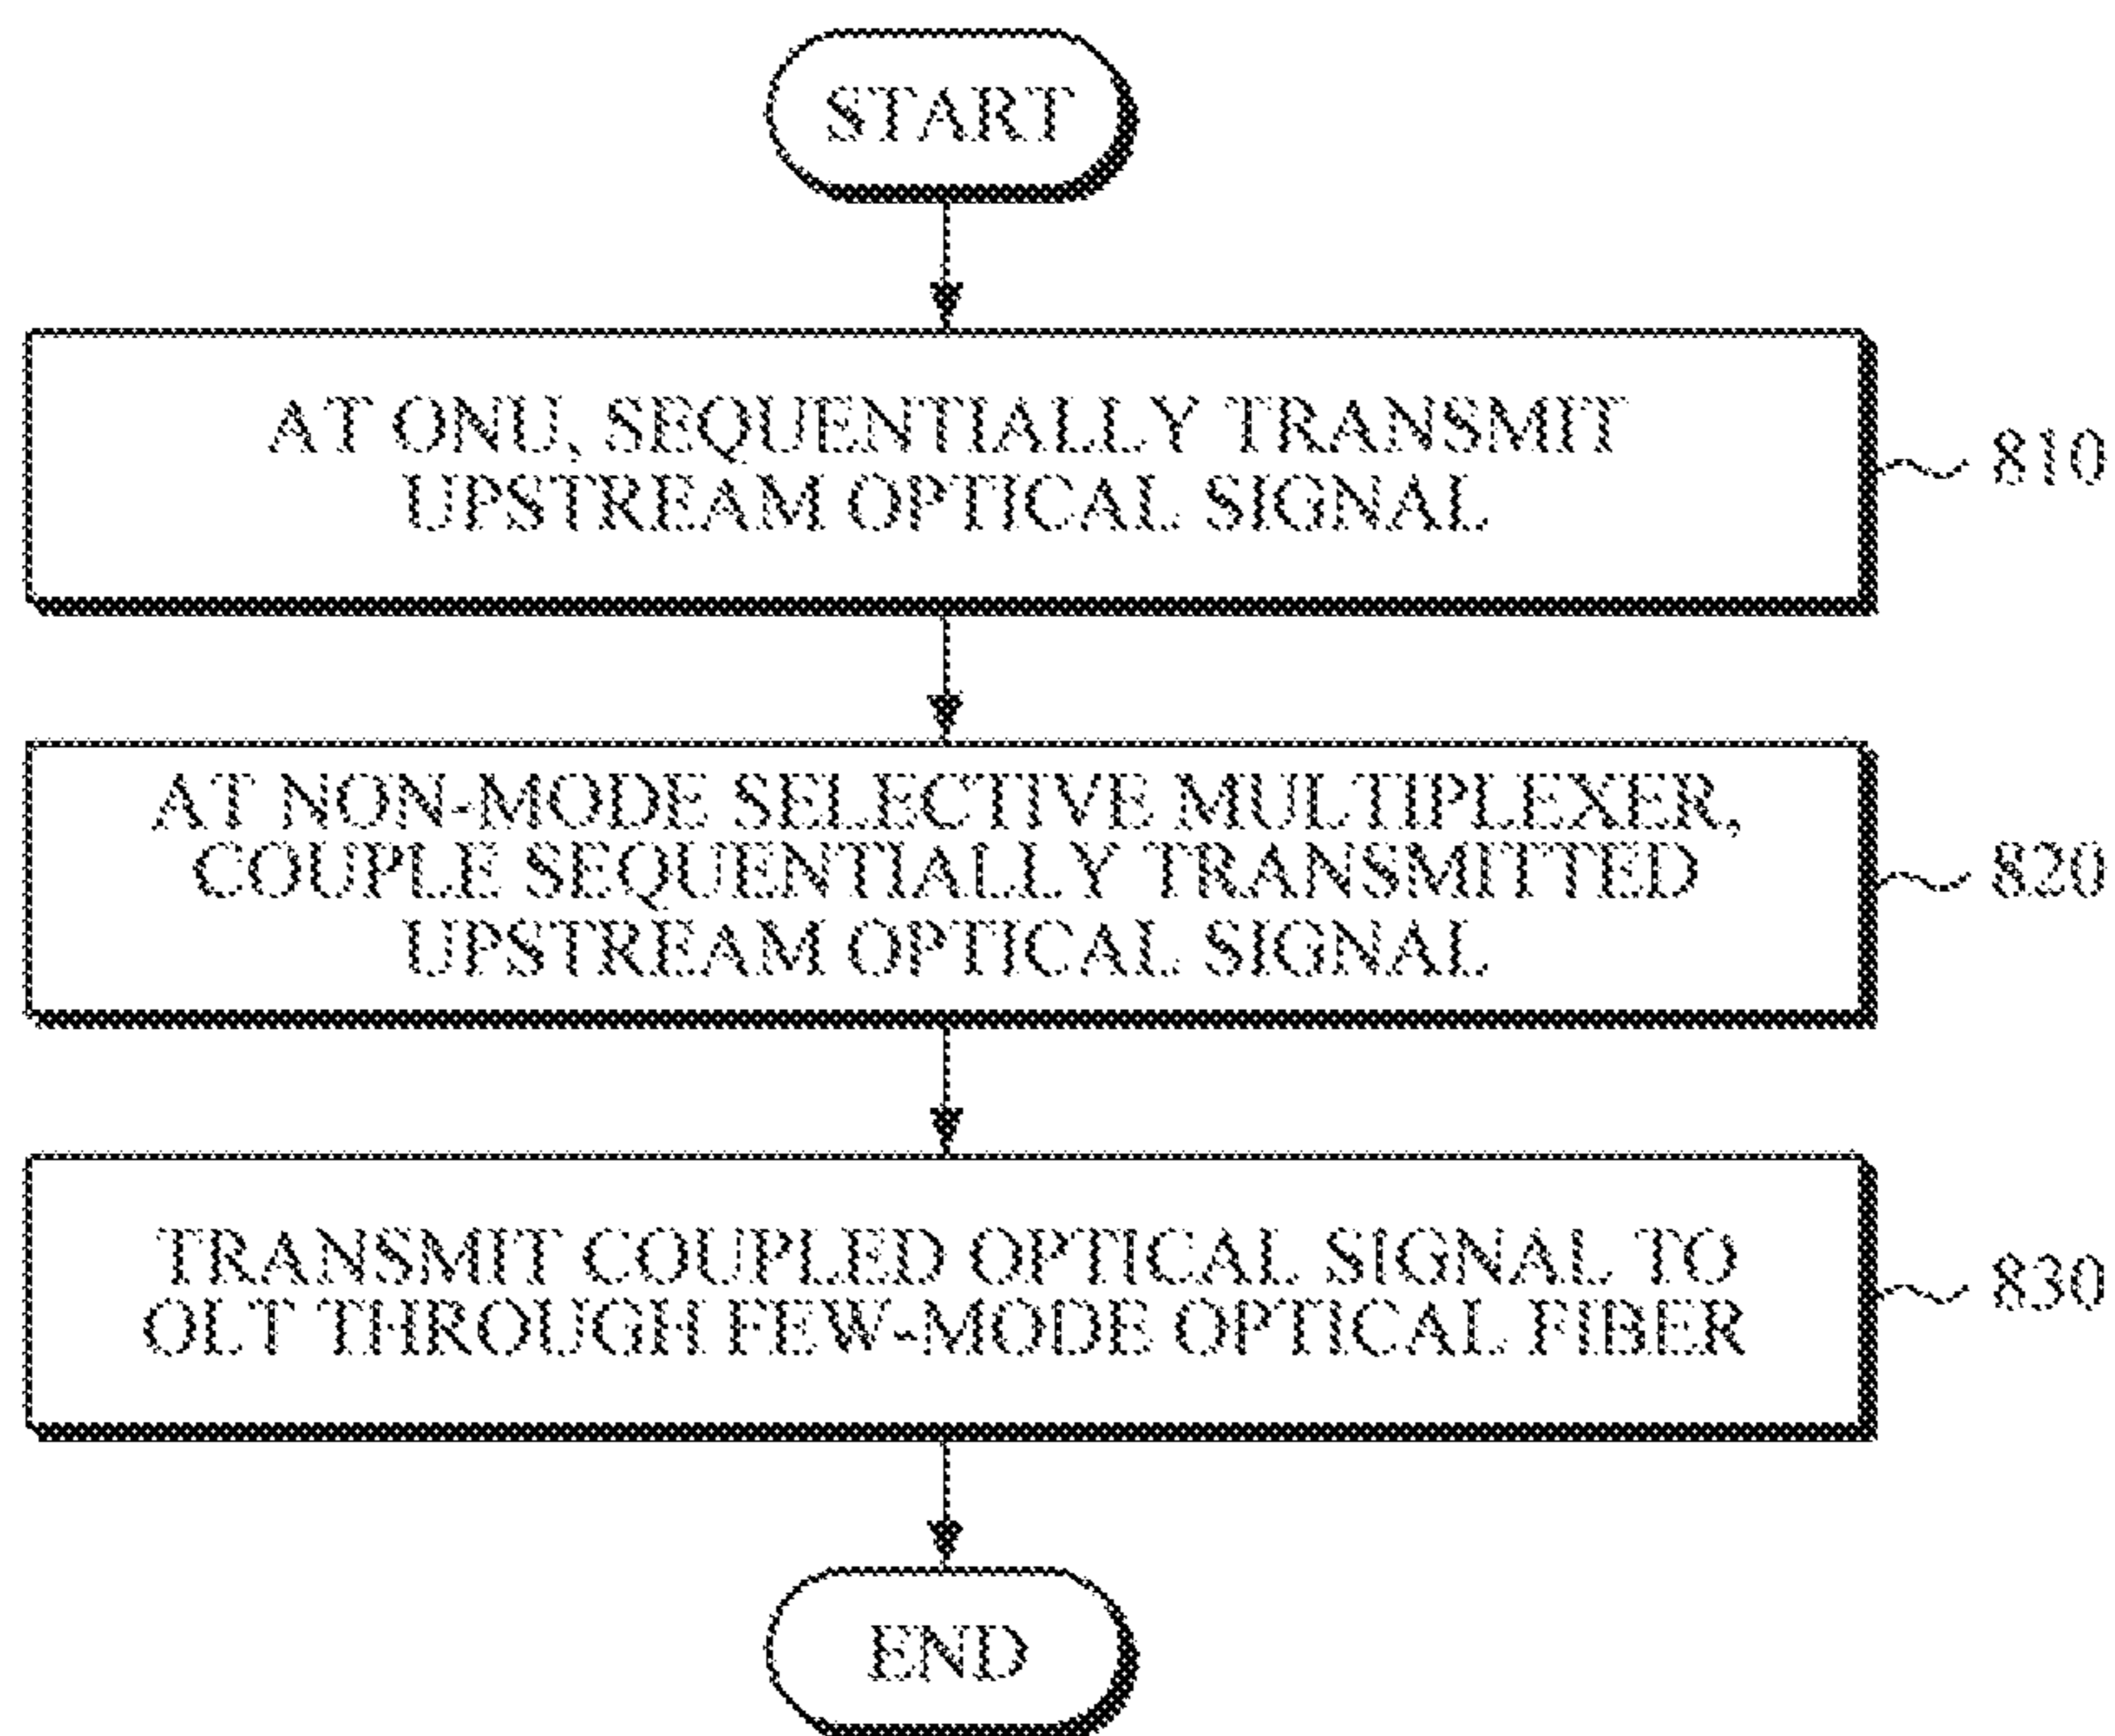 START
AT ONU, SEQUENTIALLY TRANSMIT
UPSTREAM OPTICAL SIGNAL
810
AT NON-MODE SELECTIVE MULTIPLEXER,
COUPLE SEQUENTIALLY TRANSMITTED
UPSTREAM OPTICAL SIGNAL
820
TRANSMIT COUPLED OPTICAL SIGNAL TO
OLT THROUGH FEW-MODE OPTICAL FIBER
830
END